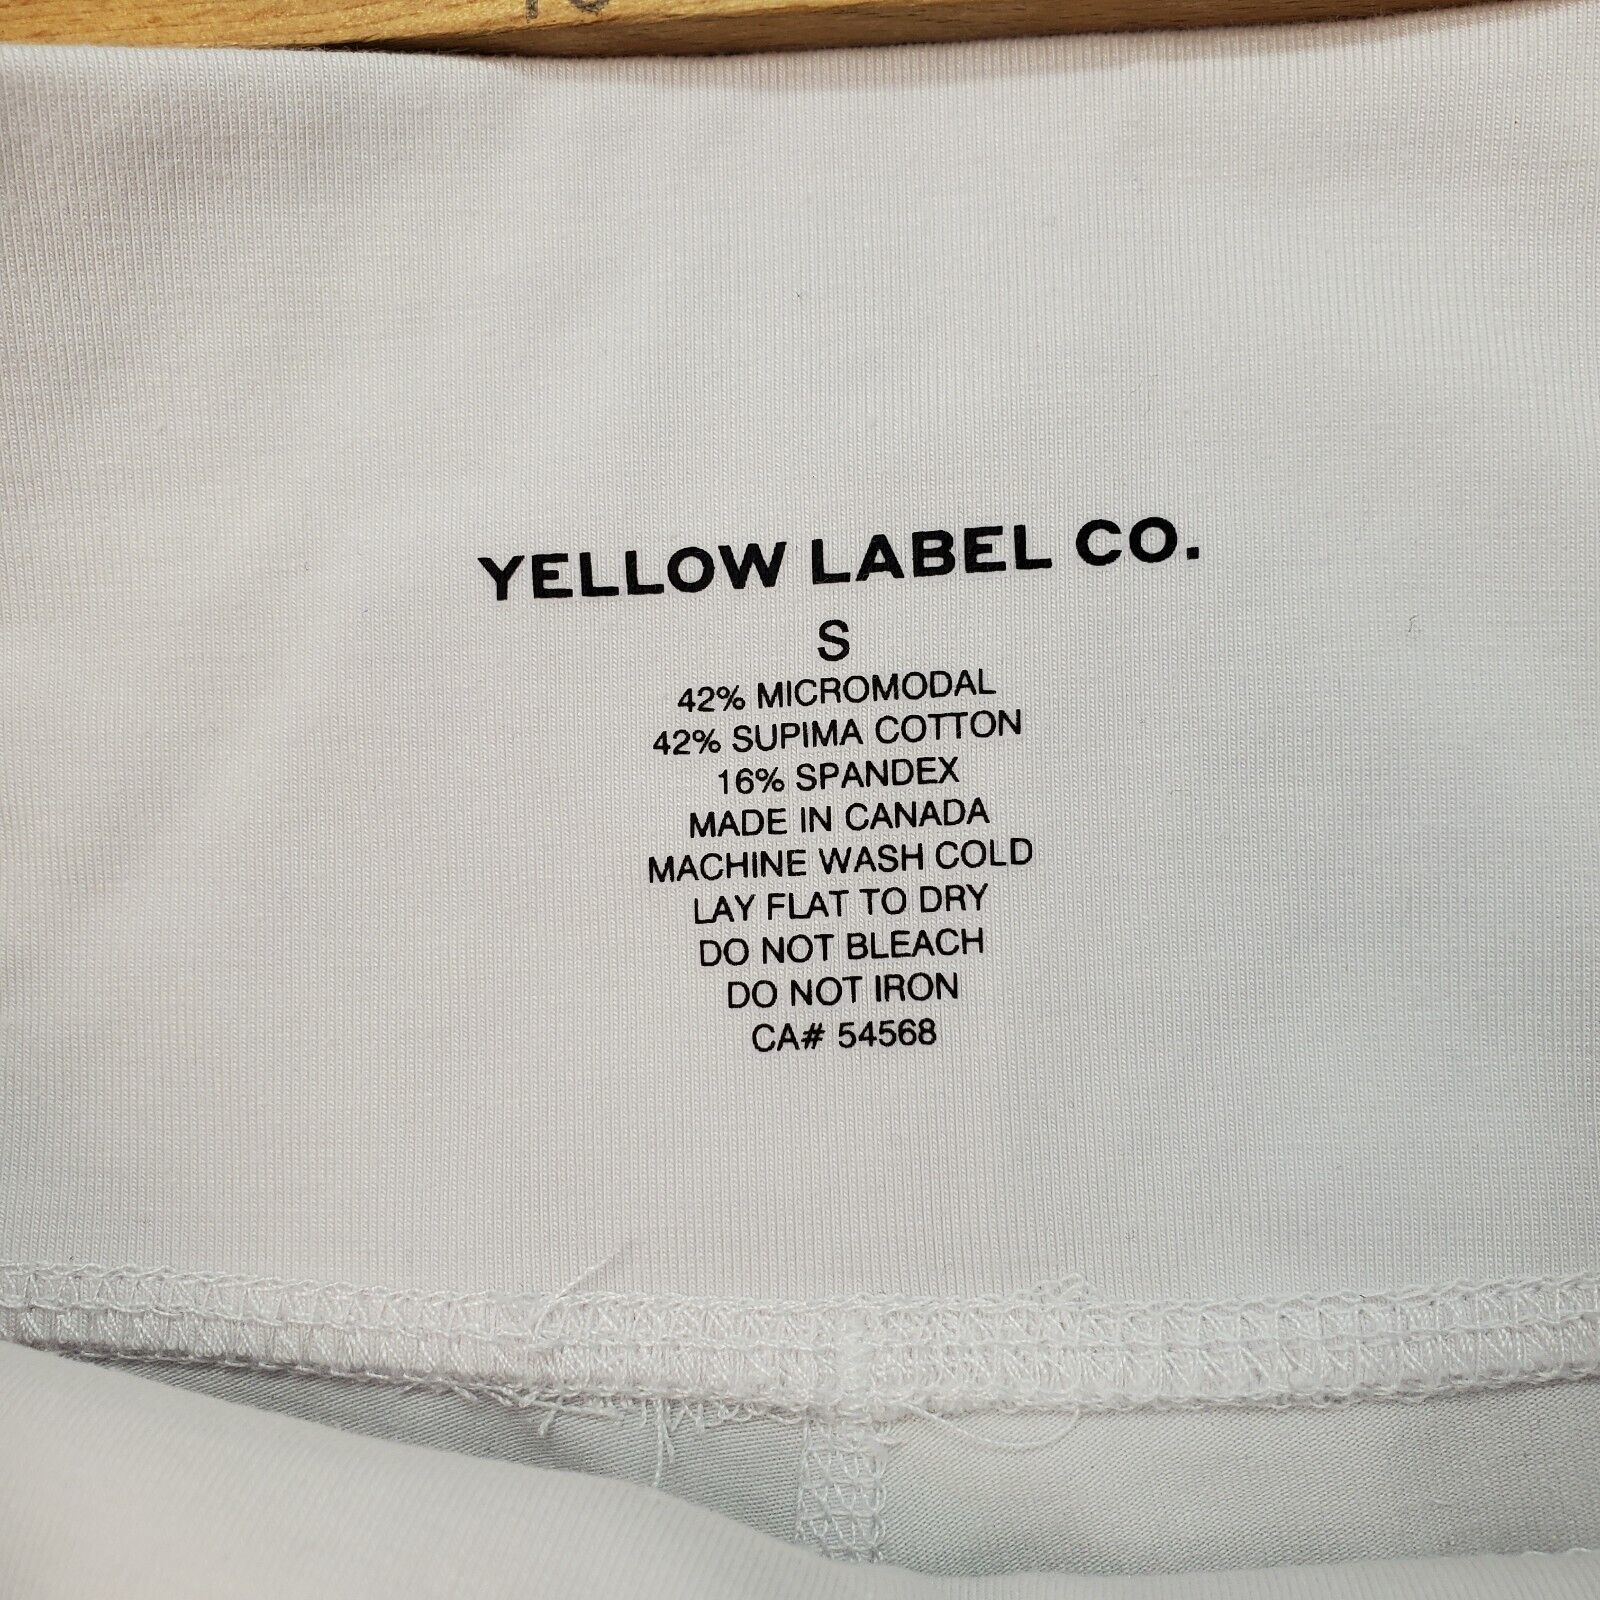 YELLOW LABEL CO.
S
42% MICROMODAL
42% SUPIMA COTTON
16% SPANDEX
MADE IN CANADA
MACHINE WASH COLD
LAY FLAT TO DRY
DO NOT BLEACH
DO NOT IRON
CA# 54568